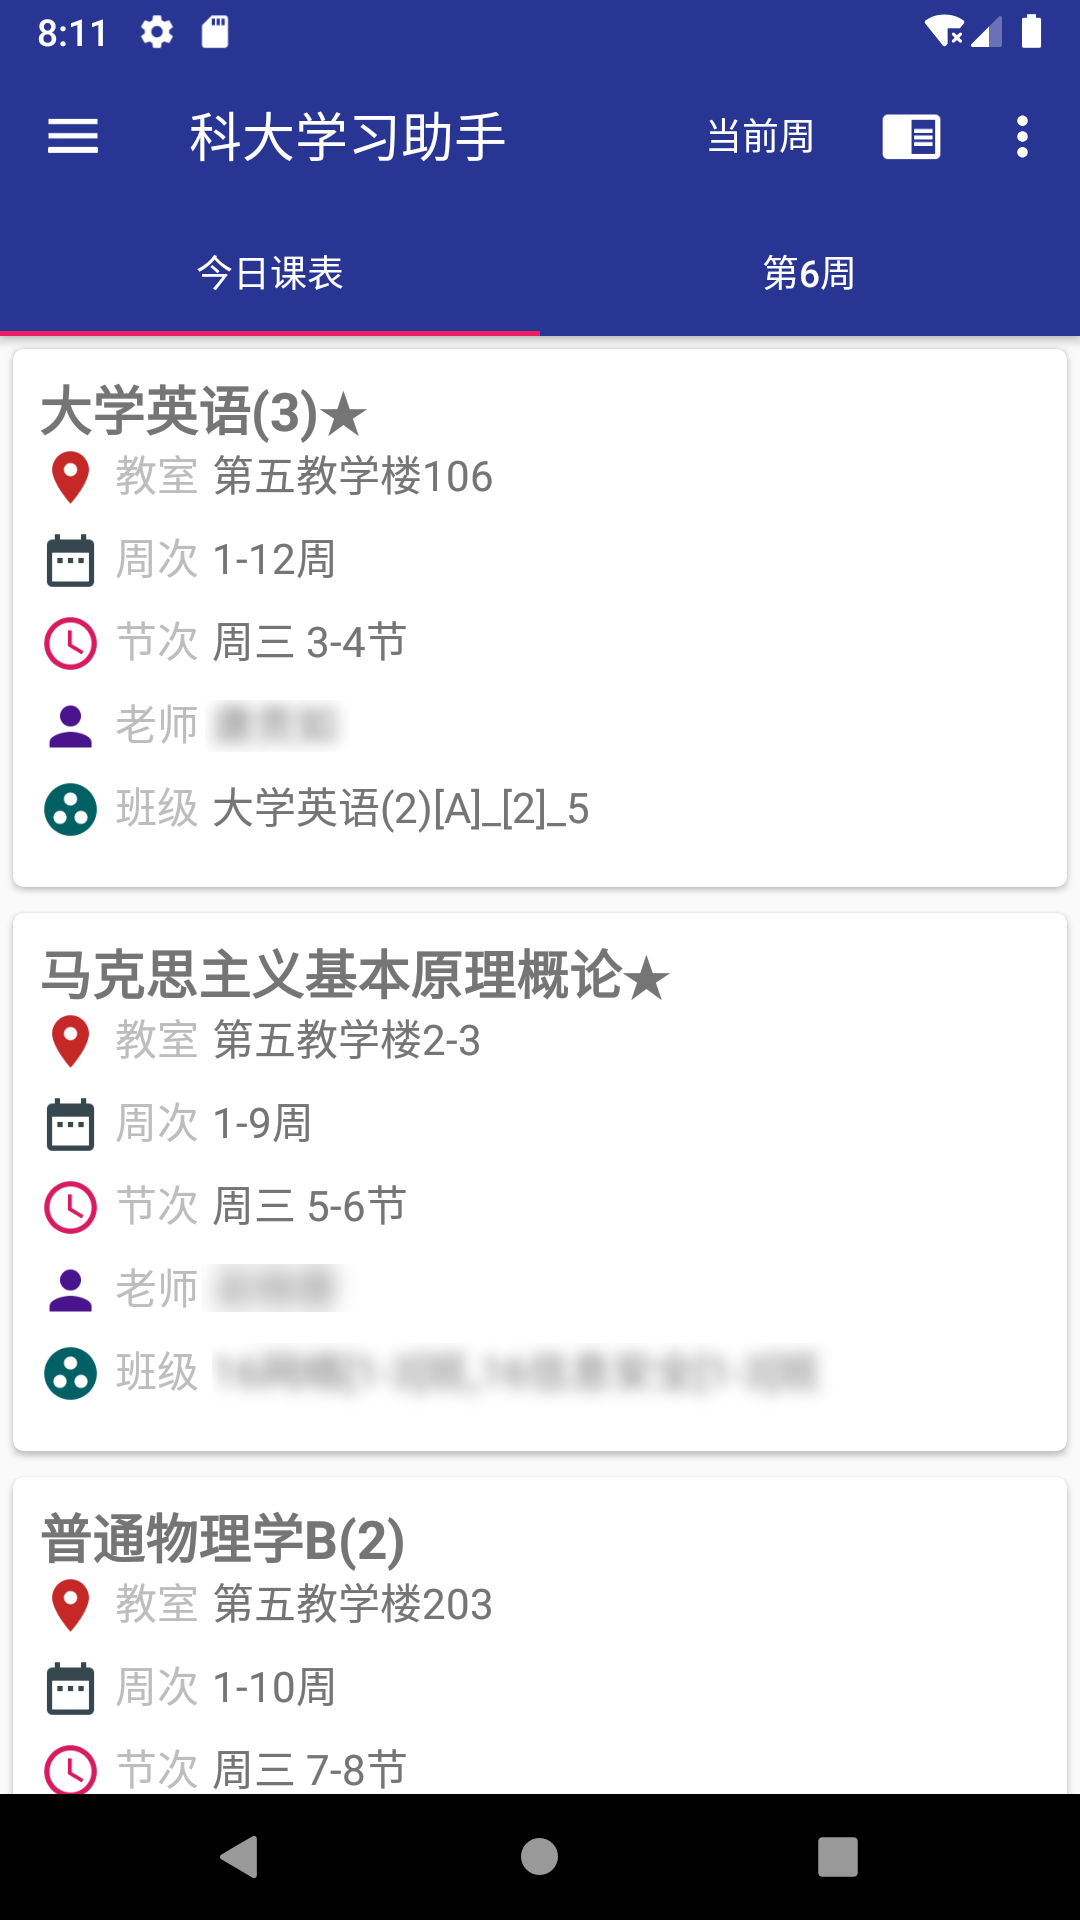 8:11
科大学习助手 当前周
今日课表 第6周
大学英语(3)★
教室 第五教学楼106
周次 1-12周
节次 周三 3-4节
老师
班级 大学英语(2)[A]_[2]_5
马克思主义基本原理概论★
教室 第五教学楼2-3
周次 1-9周
节次 周三 5-6节
老师
班级
普通物理学B(2)
教室 第五教学楼203
周次 1-10周
节次 周三 7-8节